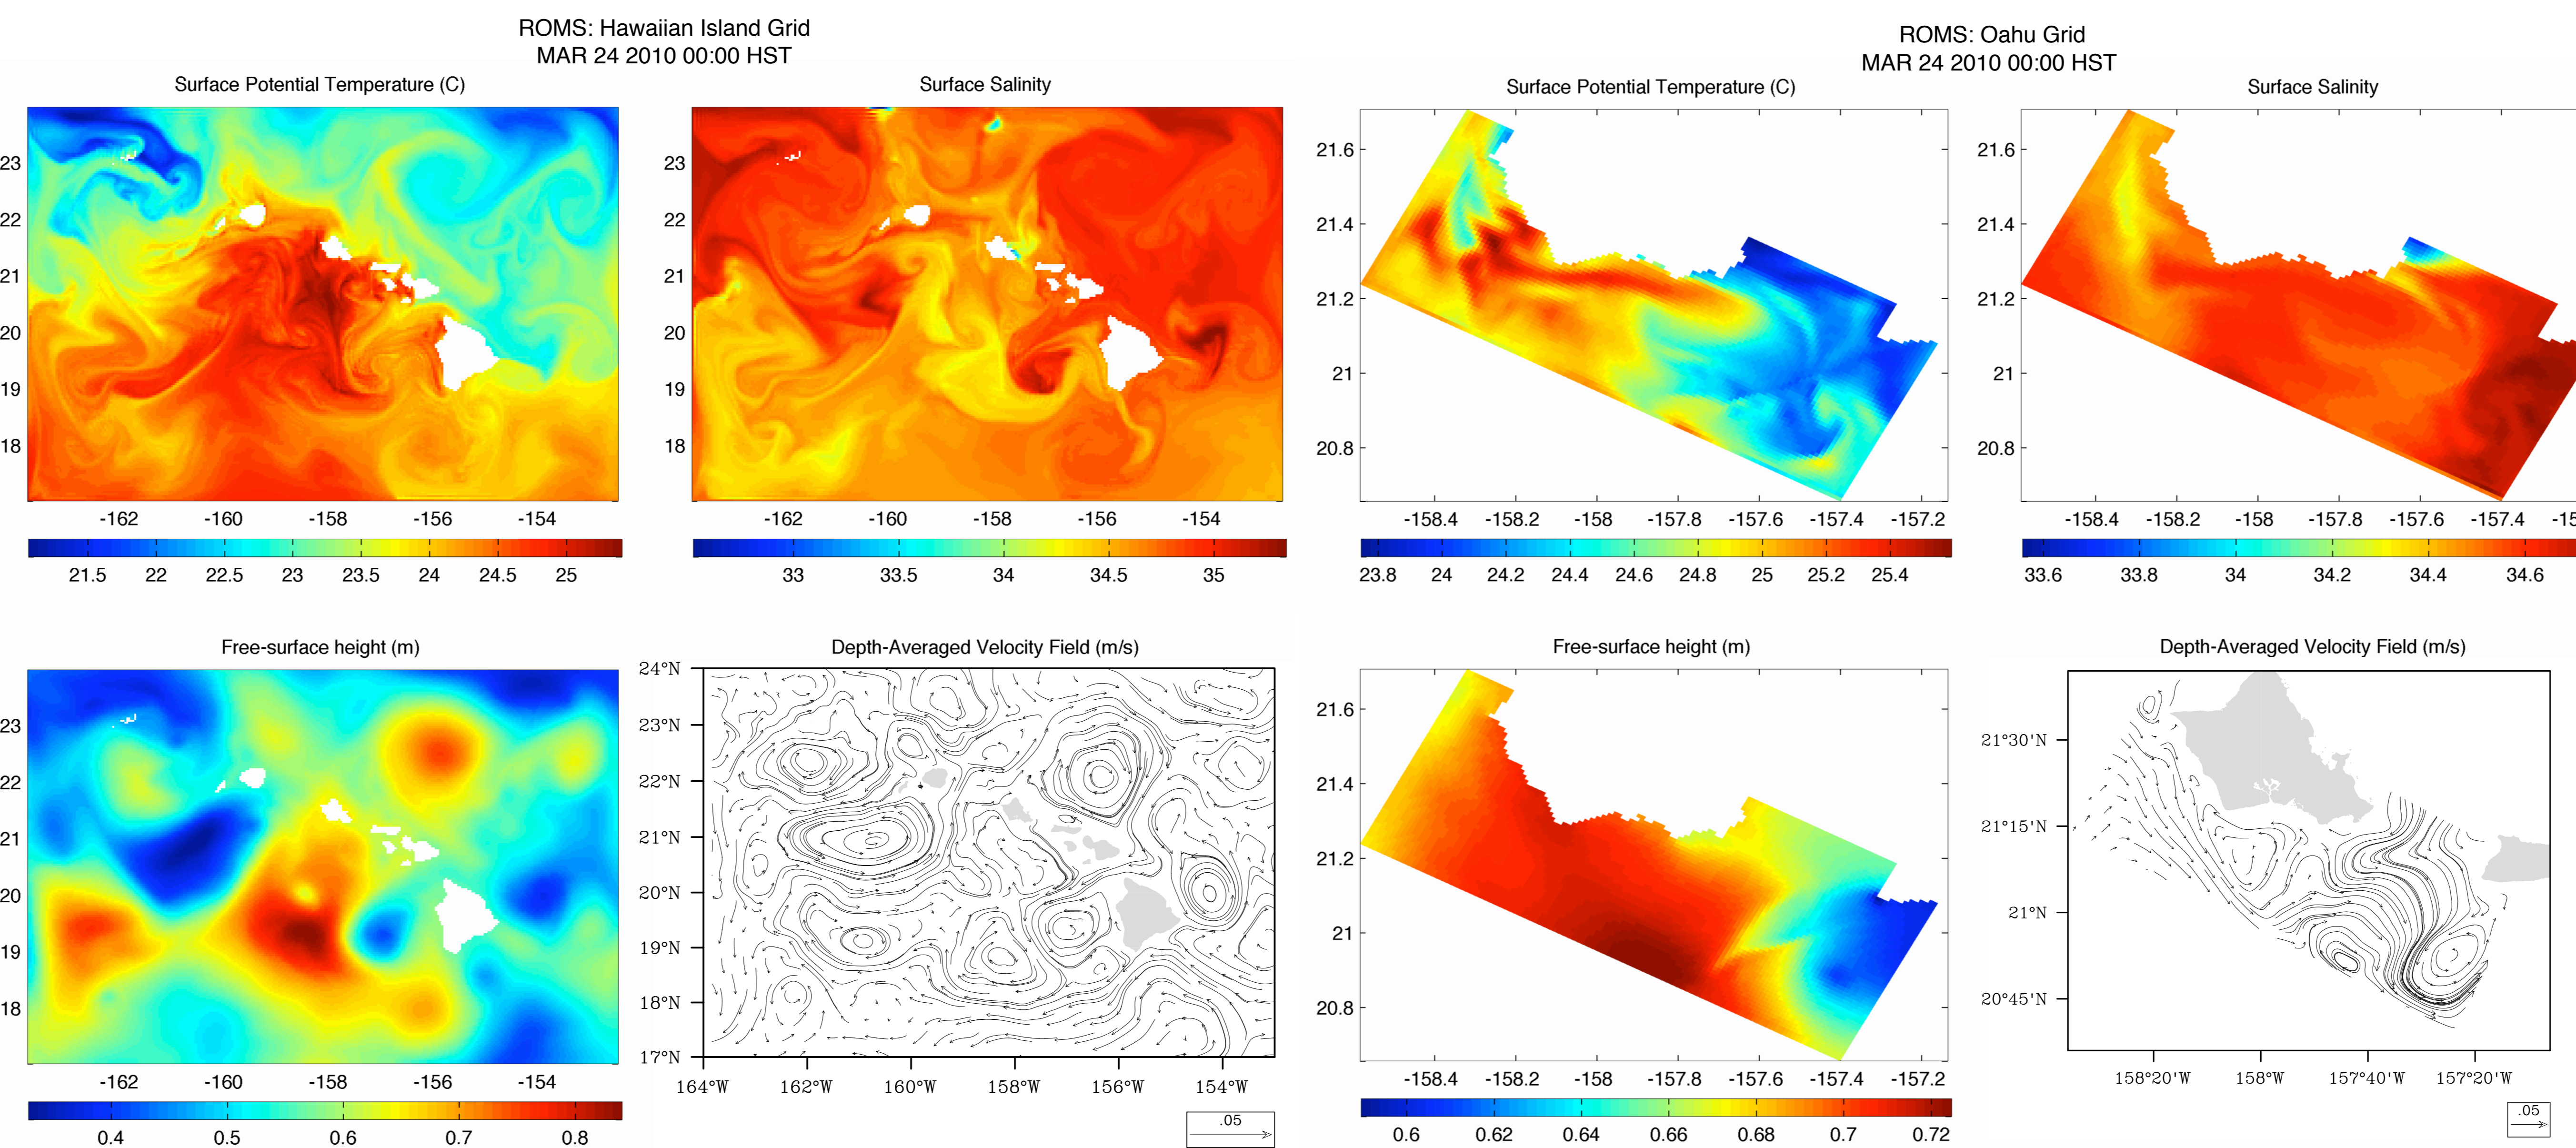 ROMS: Hawaiian Island Grid
MAR 24 2010 00:00 HST
Surface Potential Temperature (C)
23
22
21
20
19
18
-162 -160 -158 -156 -154
21.5 22 22.5 23 23.5 24 24.5 25
Surface Salinity
23
22
21
20
19
18
-162 -160 -158 -156 -154
33 33.5 34 34.5 35
Free-surface height (m)
23
22
21
20
19
18
-162 -160 -158 -156 -154
0.4 0.5 0.6 0.7 0.8
Depth-Averaged Velocity Field (m/s)
24°N
23°N
22°N
21°N
20°N
19°N
18°N
17°N
164°W 162°W 160°W 158°W 156°W 154°W
.05
ROMS: Oahu Grid
MAR 24 2010 00:00 HST
Surface Potential Temperature (C)
21.6
21.4
21.2
21
20.8
-158.4 -158.2 -158 -157.8 -157.6 -157.4 -157.2
23.8 24 24.2 24.4 24.6 24.8 25 25.2 25.4
Surface Salinity
21.6
21.4
21.2
21
20.8
-158.4 -158.2 -158 -157.8 -157.6 -157.4
33.6 33.8 34 34.2 34.4 34.6
Free-surface height (m)
21.6
21.4
21.2
21
20.8
-158.4 -158.2 -158 -157.8 -157.6 -157.4 -157.2
0.6 0.62 0.64 0.66 0.68 0.7 0.72
Depth-Averaged Velocity Field (m/s)
21°30'N
21°15'N
21°N
20°45'N
158°20'W 158°W 157°40'W 157°20'W
.05